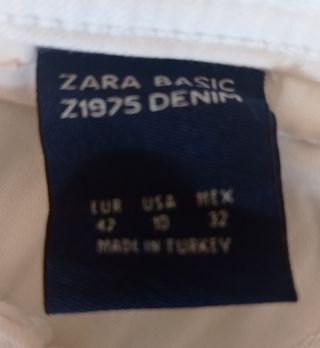 ZARA BASIC
Z1975 DENIM
EUR USA MEX
42 10 32
MADE IN TURKEY